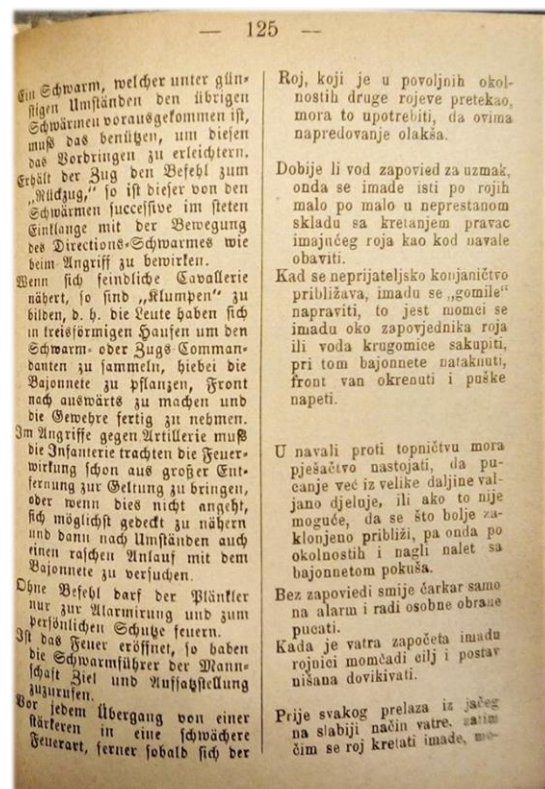 — 125 —
Ein Schwarm, welcher unter gün-
stigen Umständen den übrigen
Schwärmen vorausgekommen ist,
muß das benützen, um diesen
das Vordringen zu erleichtern.
Erhält der Zug den Befehl zum
„Rückzug,“ so ist dieser von den
Schwärmen successive im steten
Einklange mit der Bewegung
des Directions-Schwarmes wie
beim Angriff zu bewirken.
Wenn sich feindliche Cavallerie
nähert, so sind „Klumpen“ zu
bilden, d. h. die Leute haben sich
in kreisförmigen Haufen um den
Schwarm- oder Zugs-Comman-
danten zu sammeln, hiebei die
Bajonnete zu pflanzen, Front
nach auswärts zu machen und
die Gewehre fertig zu nehmen.
Im Angriffe gegen Artillerie muß
die Infanterie trachten die Feuer-
wirkung schon aus großer Ent-
fernung zur Geltung zu bringen,
oder wenn dies nicht angeht,
sich möglichst gedeckt zu nähern
und dann nach Umständen auch
einen raschen Anlauf mit dem
Bajonnete zu versuchen.
Ohne Befehl darf der Plänkler
nur zur Alarmirung und zum
persönlichen Schutze feuern.
Ist das Feuer eröffnet, so haben
die Schwarmführer der Mann-
schaft Ziel und Aufsatzstellung
zuzurufen.
Vor jedem Übergang von einer
stärkeren in eine schwächere
Feuerart, ferner sobald sich der
Roj, koji je u povoljnih okol-
nostih druge rojeve pretekao,
mora to upotrebiti, da ovima
napredovanje olakša.
Dobije li vod zapovied za uzmak,
onda se imade isti po rojih
malo po malo u neprestanom
skladu sa kretanjem pravac
imajućeg roja kao kod navale
obaviti.
Kad se neprijateljsko konjaničtvo
približava, imadu se „gomile“
napraviti, to jest momci se
imadu oko zapovjednika roja
ili voda krugomice sakupiti,
pri tom bajonnete nataknuti,
front van okrenuti i puške
napeti.
U navali proti topničtvu mora
pješačtvo nastojati, da pu-
canje već iz velike daljine val-
jano djeluje, ili ako to nije
moguće, da se što bolje za-
klonjeno približi, pa onda po
okolnostih i nagli nalet sa
bajonnetom pokuša.
Bez zapoviedi smije čarkar samo
na alarm i radi osobne obrane
pucati.
Kada je vatra započeta imadu
rojnici momčadi cilj i postav
nišana dovikivati.
Prije svakog prelaza iz jačeg
na slabiji način vatre, zatim
čim se roj kretati imade, mo-